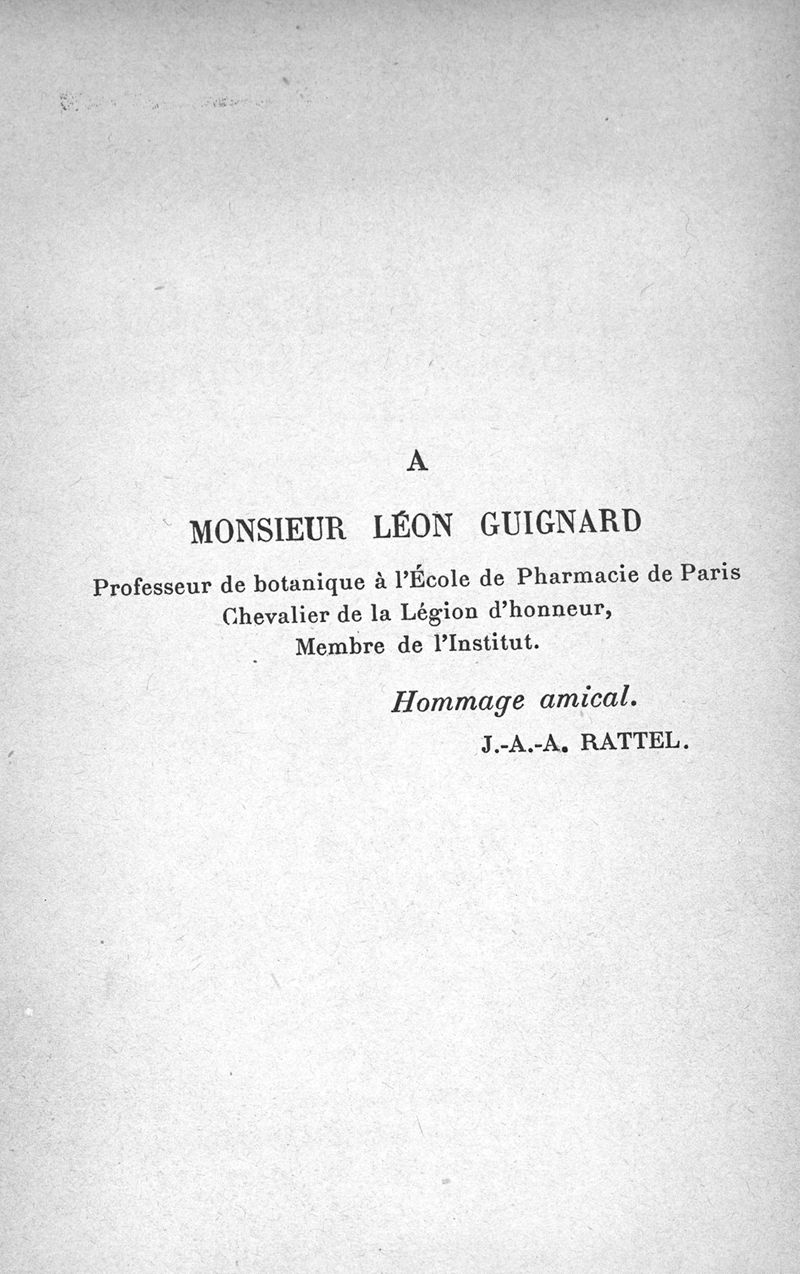 A
MONSIEUR LÉON GUIGNARD
Professeur de botanique à l'École de Pharmacie de Paris
Chevalier de la Légion d'honneur,
Membre de l'Institut.
Hommage amical.
J.-A.-A. RATTEL.